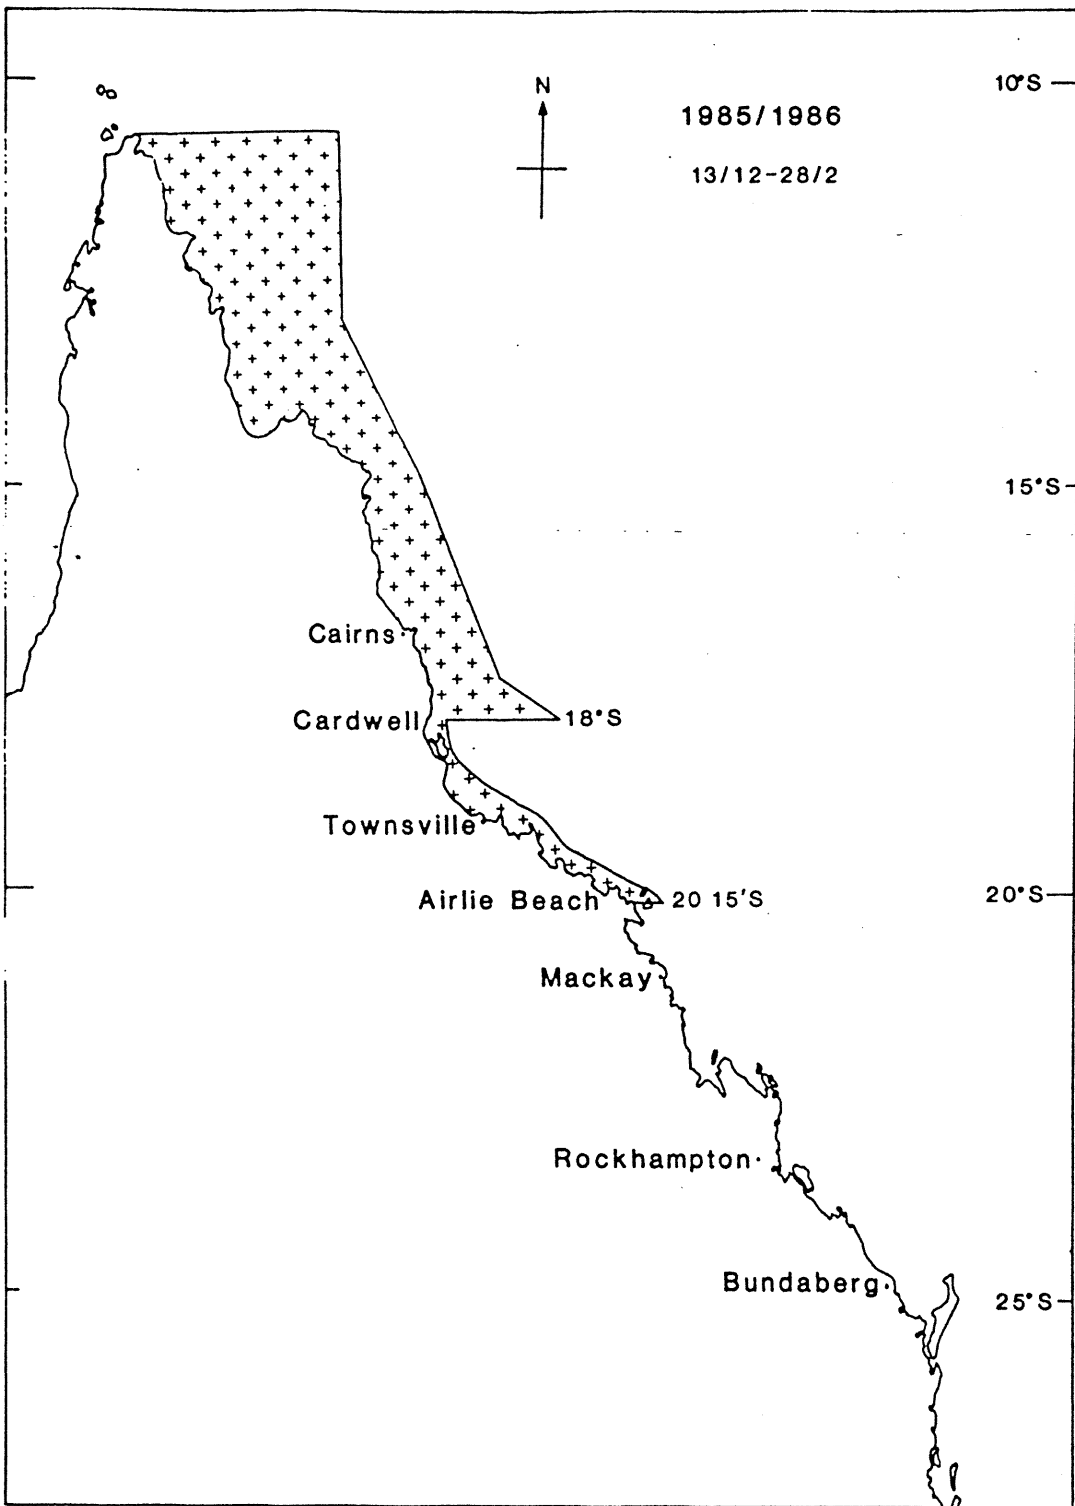 N
10°S
1985/1986
13/12-28/2
15°S
Cairns
Cardwell
18°S
Townsville
20°S
Airlie Beach
20 15'S
Mackay
Rockhampton
Bundaberg
25°S